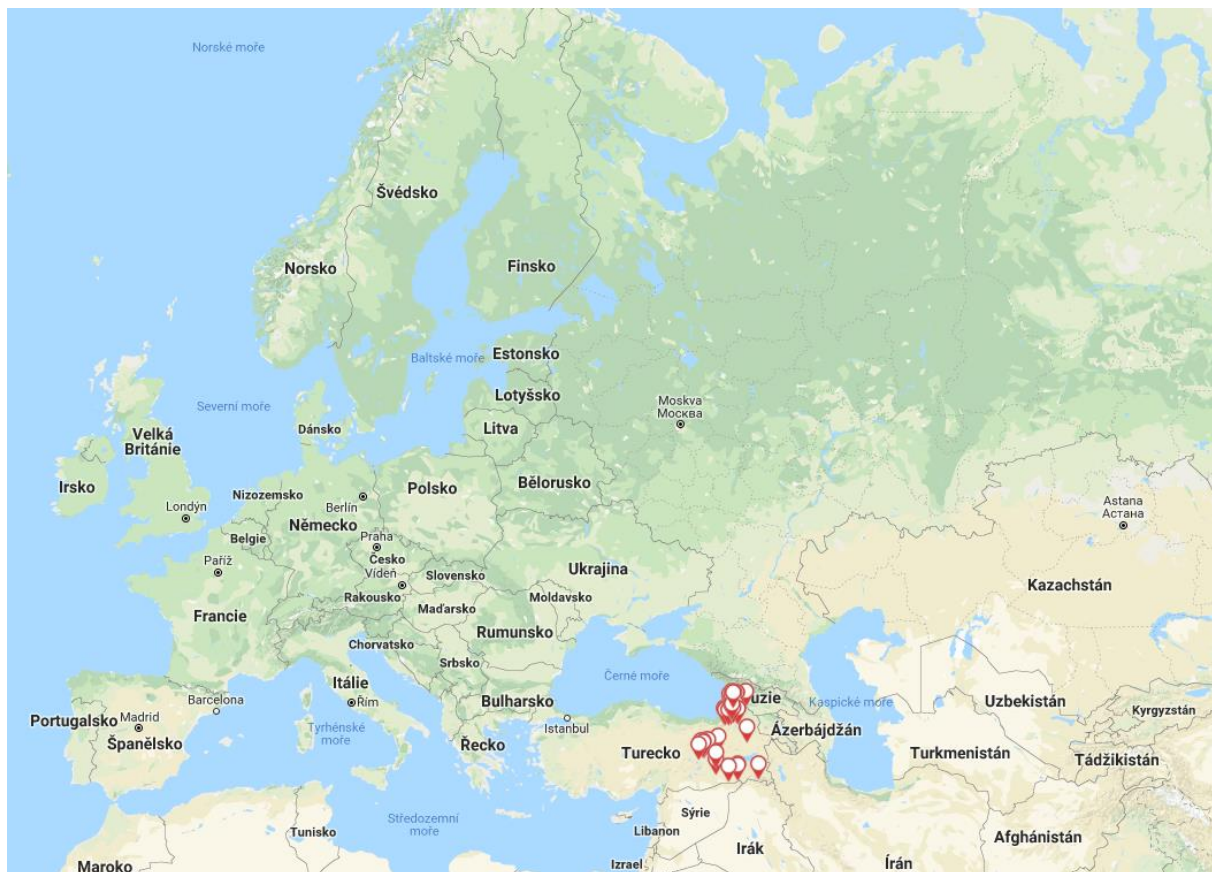 Norské moře
Švédsko
Norsko
Finsko
Baltské moře
Estonsko
Lotyšsko
Litva
Severní moře
Dánsko
Moskva
Москва
Velká
Británie
Irsko
Londýn
Nizozemsko
Berlín
Polsko
Bělorusko
Německo
Belgie
Praha
Česko
Paříž
Vídeň
Slovensko
Ukrajina
Astana
Астана
Kazachstán
Rakousko
Maďarsko
Moldavsko
Francie
Rumunsko
Chorvatsko
Srbsko
Itálie
Řím
Bulharsko
Černé moře
uzie
Kaspické moře
Uzbekistán
Kyrgyzstán
Barcelona
Portugalsko
Madrid
Španělsko
Tyrhénské
moře
Istanbul
Řecko
Turecko
Ázerbájdžán
Turkmenistán
Tádžikistán
Středozemní
moře
Tunisko
Sýrie
Libanon
Irák
Afghánistán
Maroko
Izrael
Írán